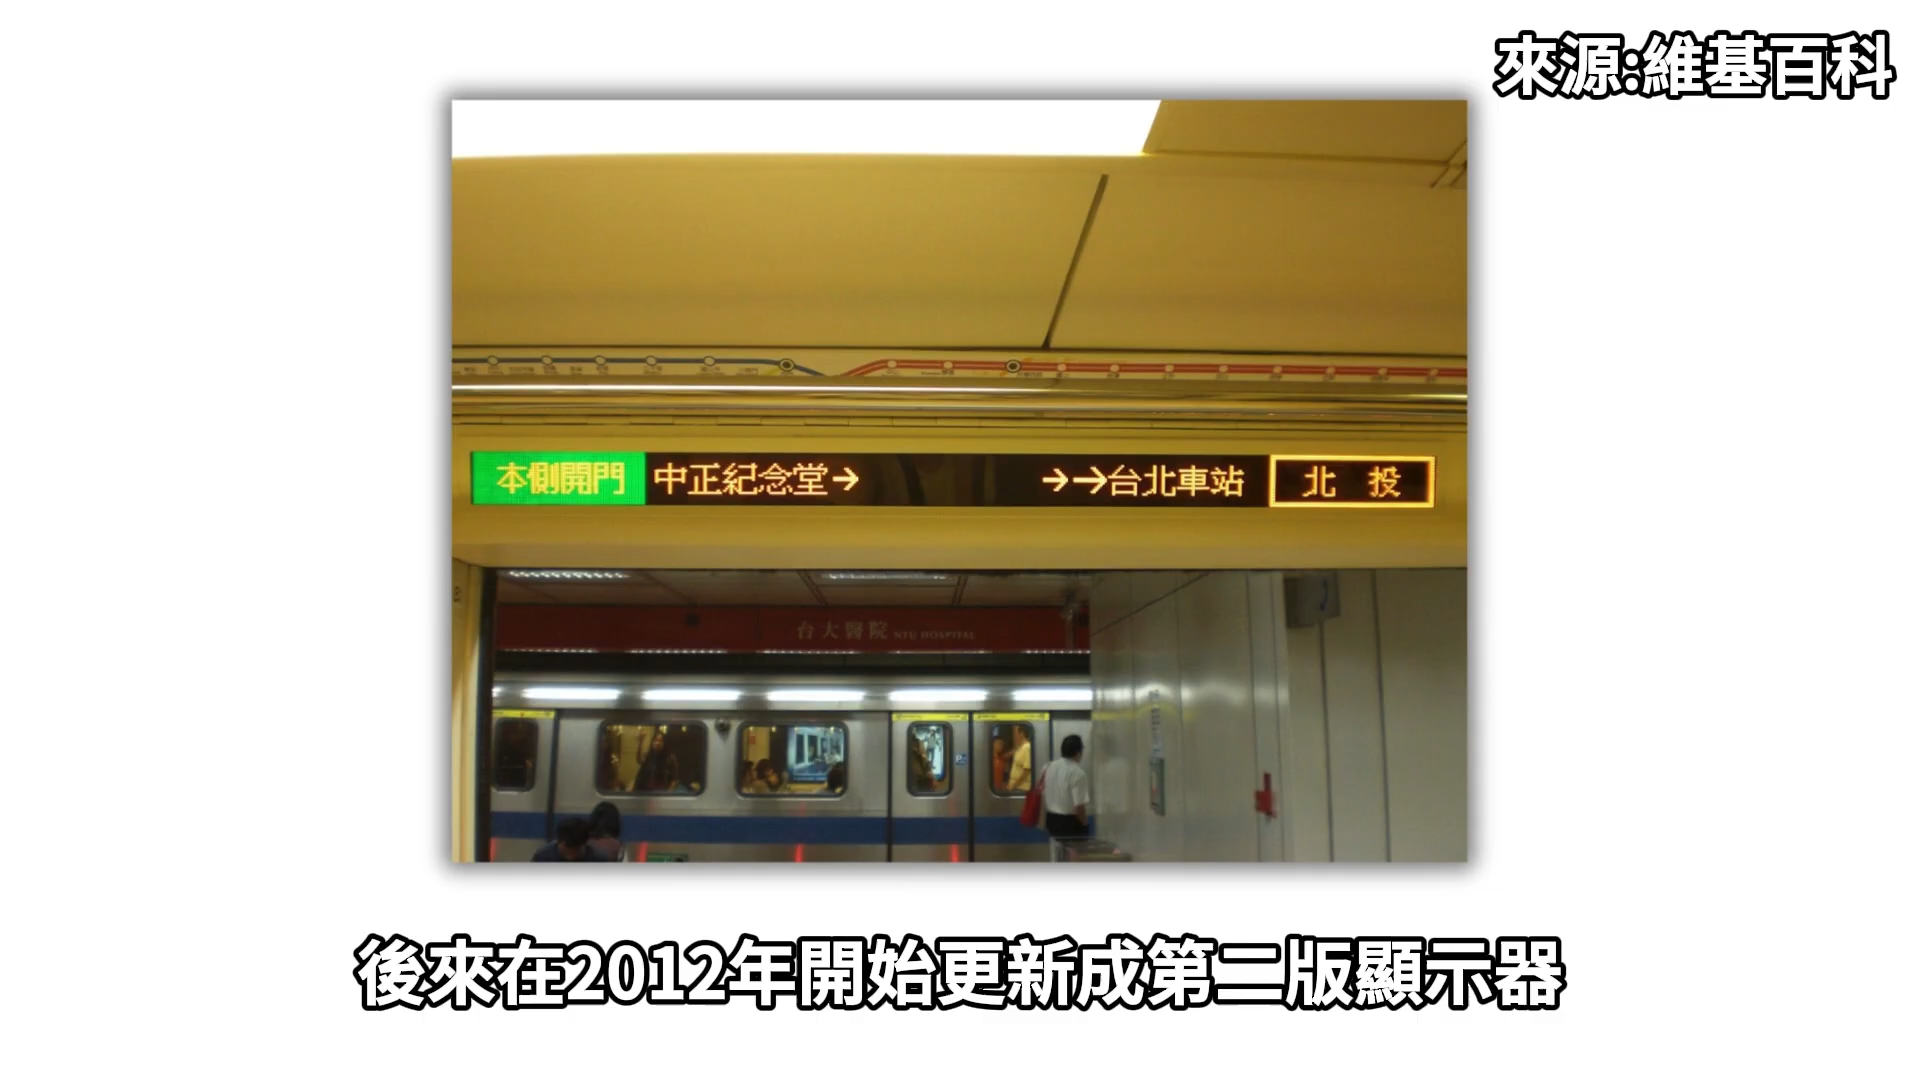 來源:維基百科
本側開門 中正紀念堂→ →→台北車站 北 投
台大醫院 NTU HOSPITAL
後來在2012年開始更新成第二版顯示器